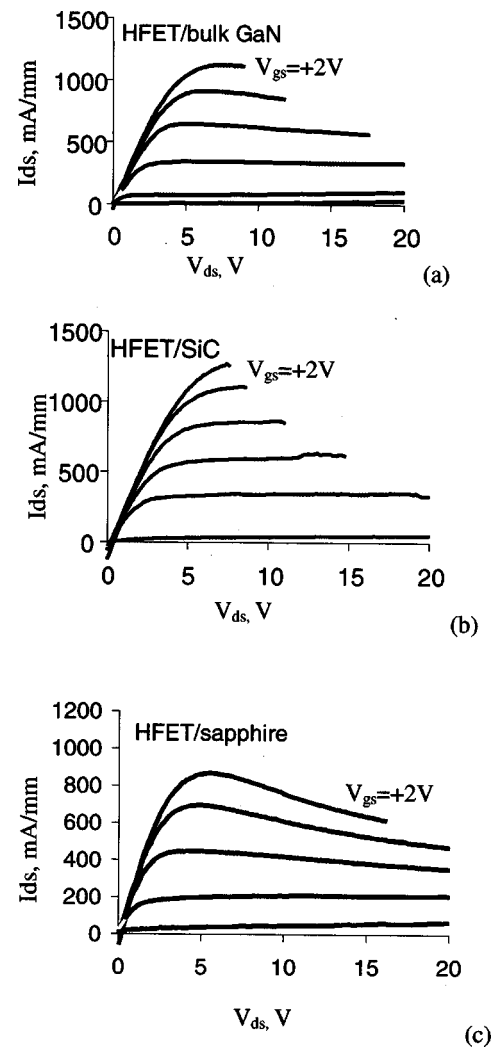 HFET/bulk GaN
Vgs=+2V
1500
1000
500
0
Ids, mA/mm
0 5 10 15 20
Vds, V
(a)
HFET/SiC
Vgs=+2V
1500
1000
500
0
Ids, mA/mm
0 5 10 15 20
Vds, V
(b)
HFET/sapphire
Vgs=+2V
1200
1000
800
600
400
200
0
Ids, mA/mm
0 5 10 15 20
Vds, V
(c)